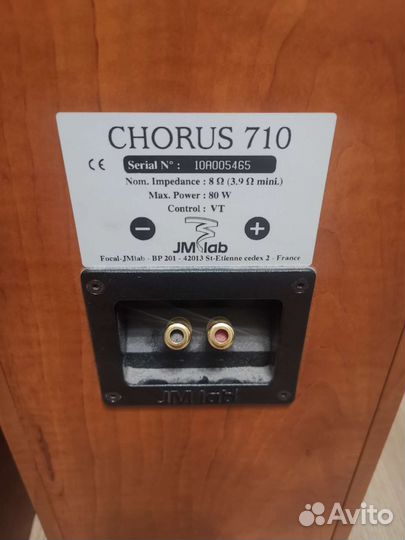 CHORUS 710
CE Serial N° : 10A005465
Nom. Impedance : 8 Ω (3.9 Ω mini.)
Max. Power : 80 W
Control : VT
JMlab
Focal-JMlab - BP 201 - 42013 St-Etienne cedex 2 - France
JMlab
Avito